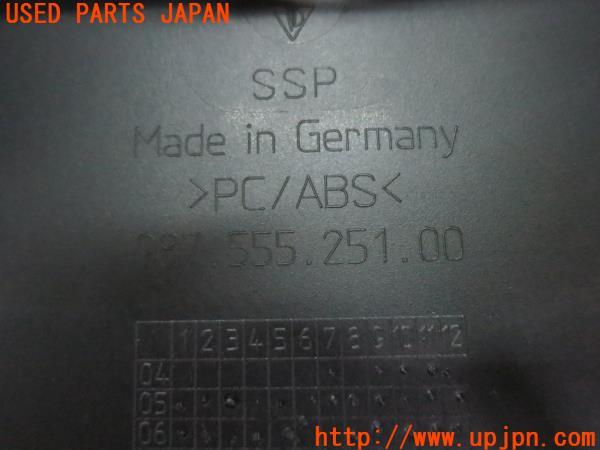 USED PARTS JAPAN
SSP
Made in Germany
>PC/ABS<
997.555.251.00
1 2 3 4 5 6 7 8 9 10 11 12
04
05
06
http://www.upjpn.com